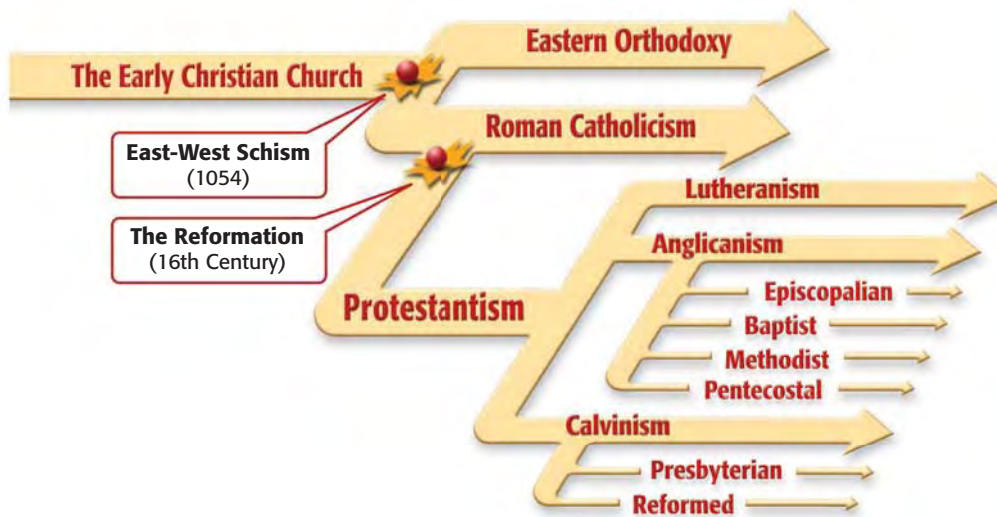 Eastern Orthodoxy
The Early Christian Church
Roman Catholicism
East-West Schism
(1054)
The Reformation
(16th Century)
Lutheranism
Anglicanism
Episcopalian
Protestantism
Baptist
Methodist
Pentecostal
Calvinism
Presbyterian
Reformed